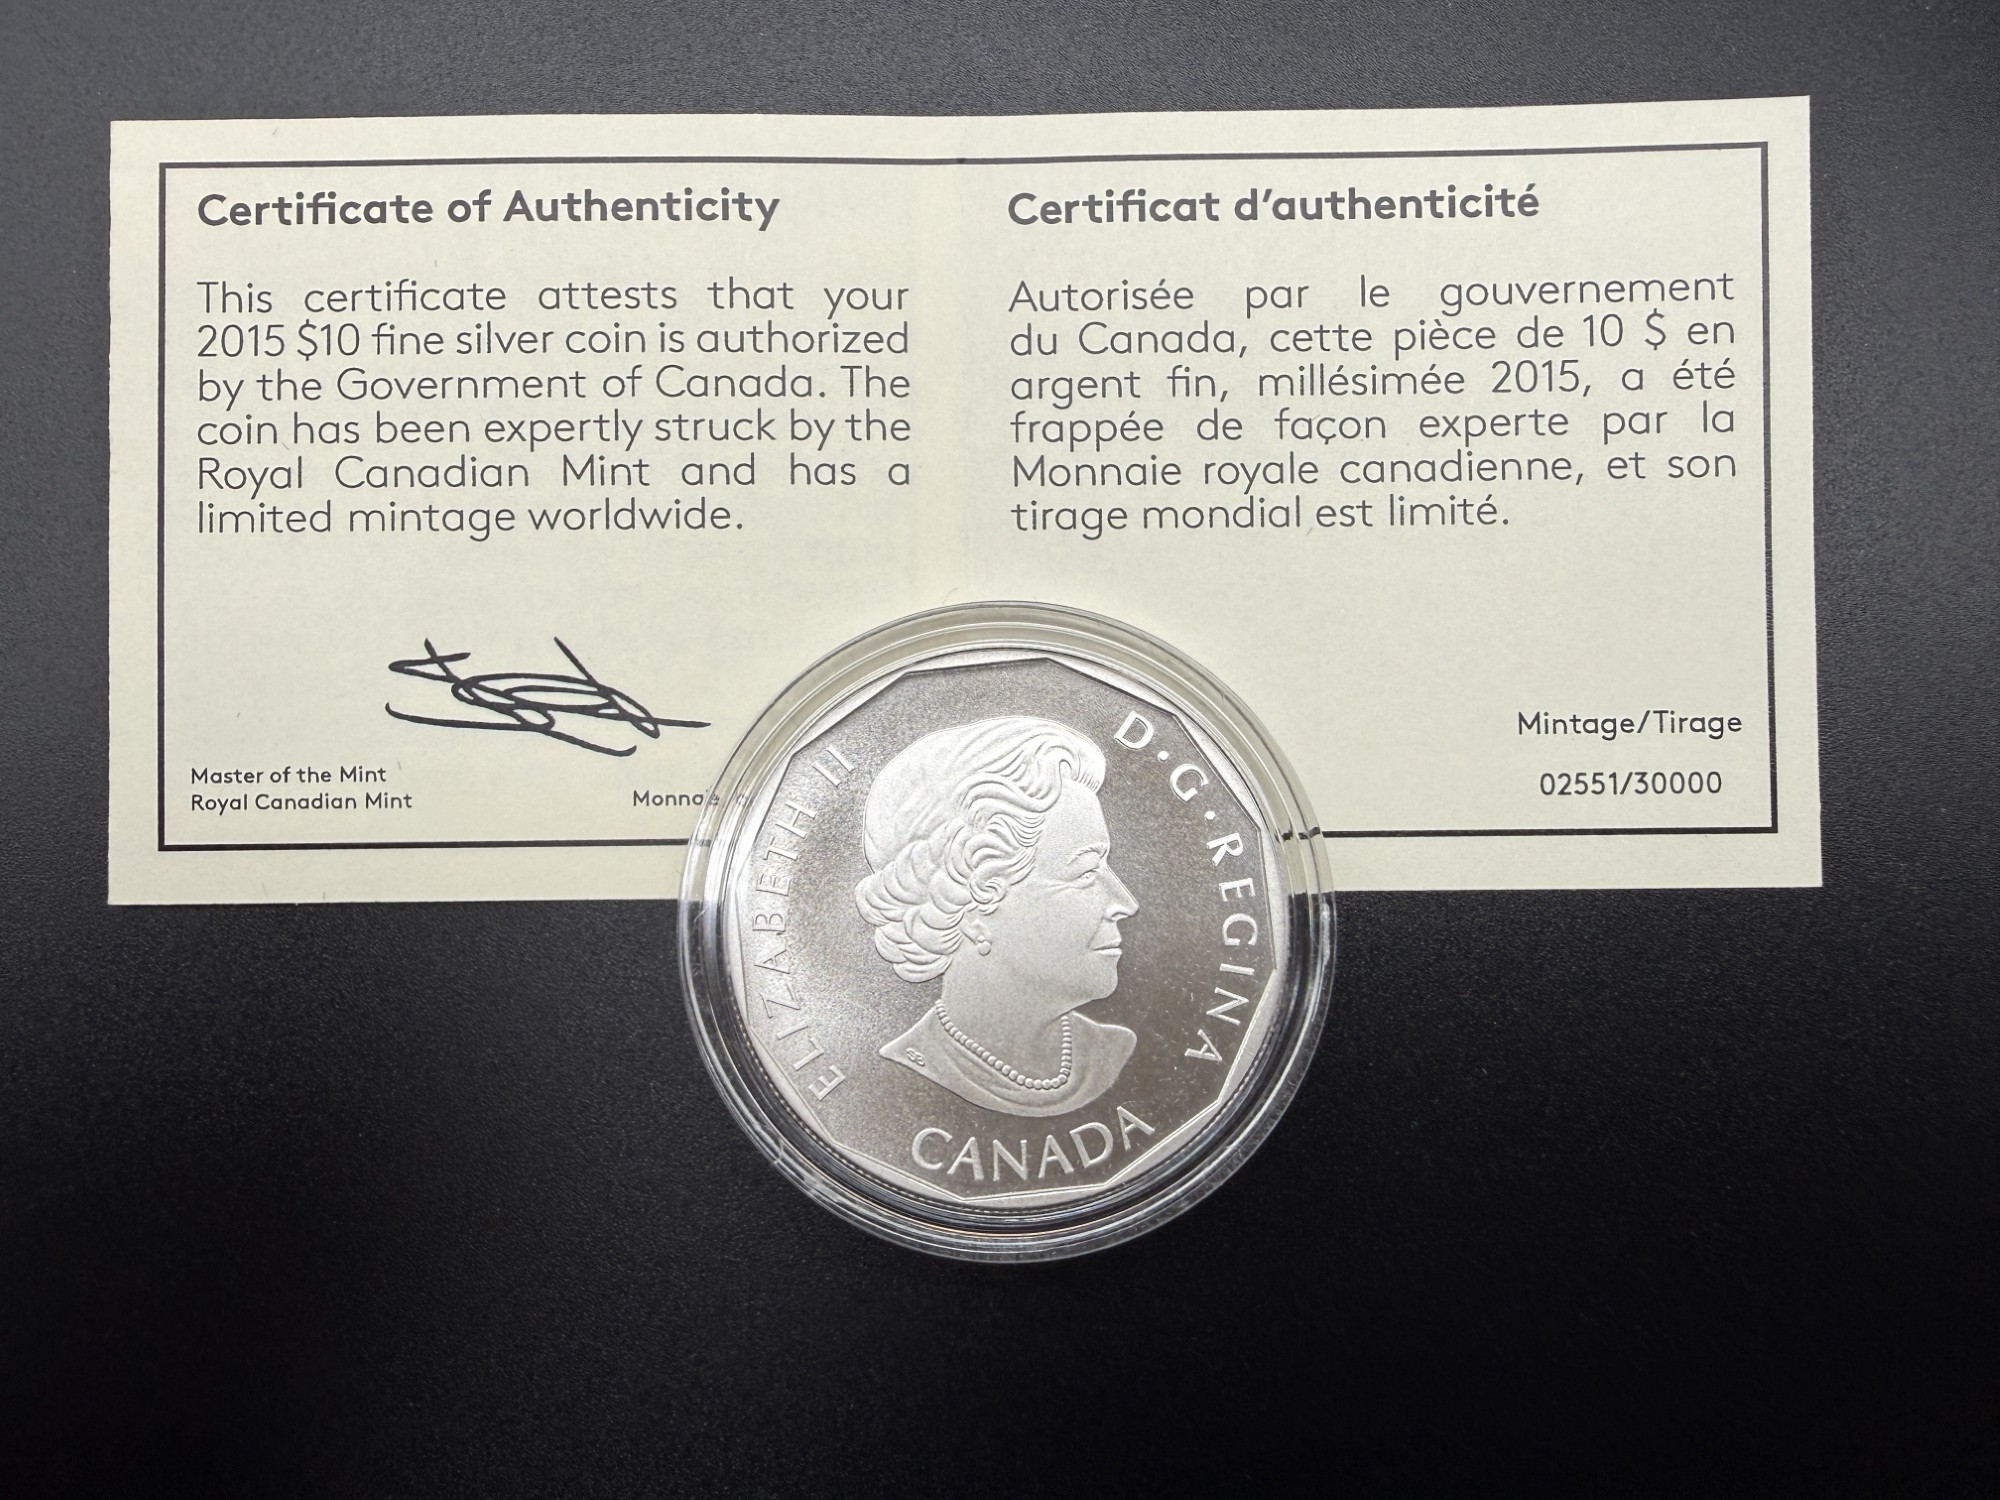 Certificate of Authenticity
This certificate attests that your
2015 $10 fine silver coin is authorized
by the Government of Canada. The
coin has been expertly struck by the
Royal Canadian Mint and has a
limited mintage worldwide.
Master of the Mint
Royal Canadian Mint
Certificat d'authenticité
Autorisée par le gouvernement
du Canada, cette pièce de 10 $ en
argent fin, millésimée 2015, a été
frappée de façon experte par la
Monnaie royale canadienne, et son
tirage mondial est limité.
Mintage/Tirage
02551/30000
ELIZABETH II
D·G·REGINA
CANADA